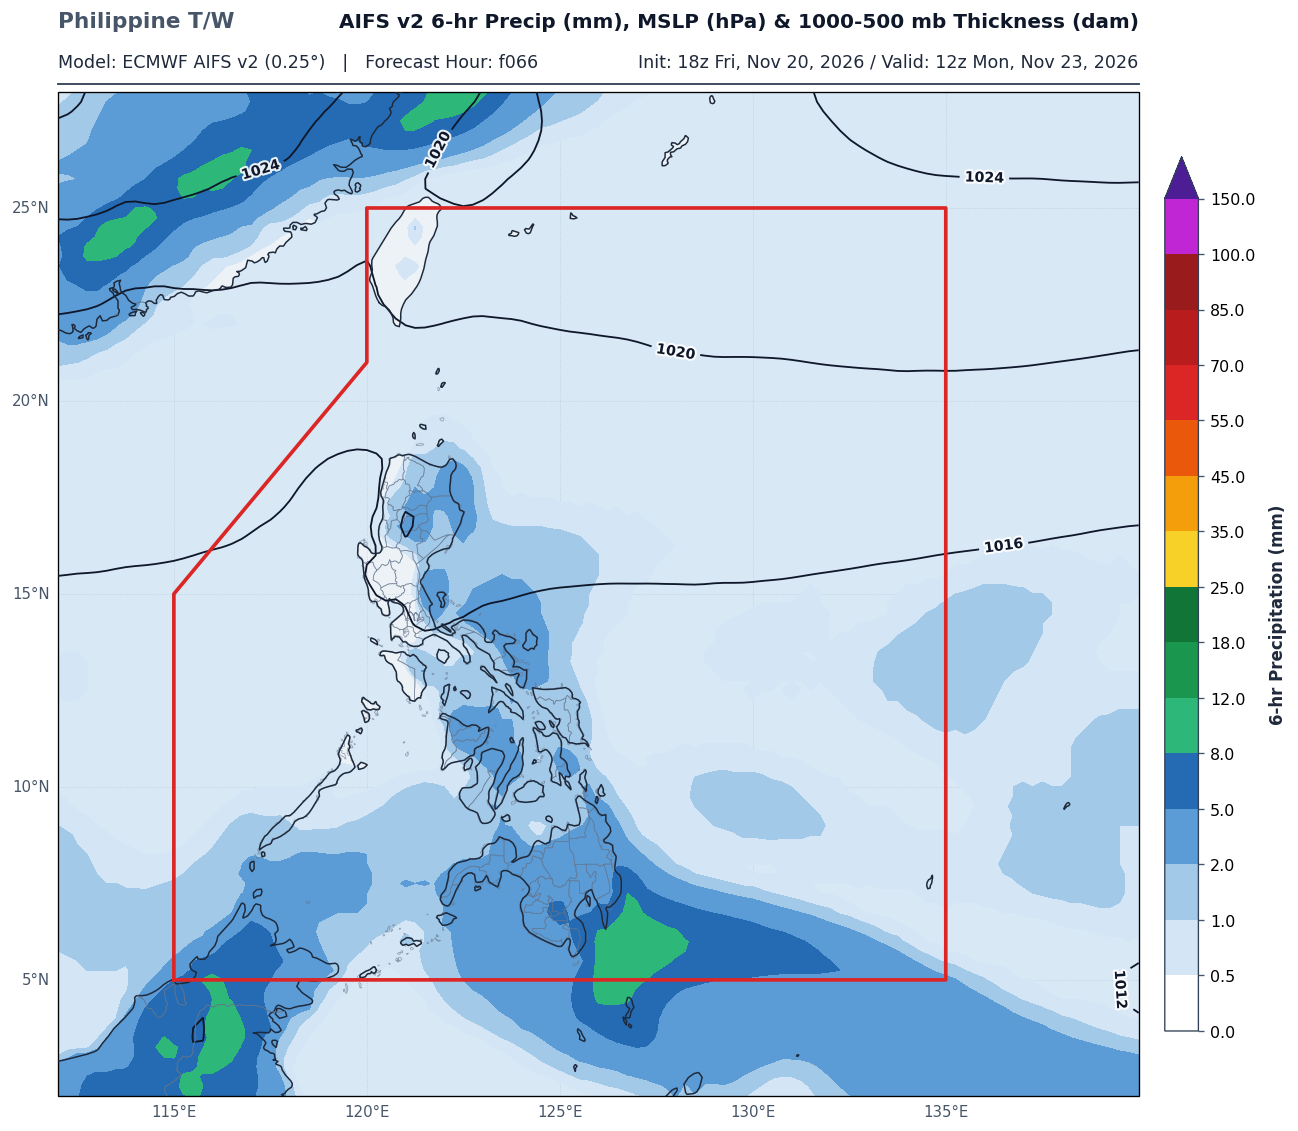 Philippine T/W
AIFS v2 6-hr Precip (mm), MSLP (hPa) & 1000-500 mb Thickness (dam)
Model: ECMWF AIFS v2 (0.25°) | Forecast Hour: f066
Init: 18z Fri, Nov 20, 2026 / Valid: 12z Mon, Nov 23, 2026
1020
1024
1024
1020
1016
1012
25°N
20°N
15°N
10°N
5°N
115°E
120°E
125°E
130°E
135°E
150.0
100.0
85.0
70.0
55.0
45.0
35.0
25.0
18.0
12.0
8.0
5.0
2.0
1.0
0.5
0.0
6-hr Precipitation (mm)